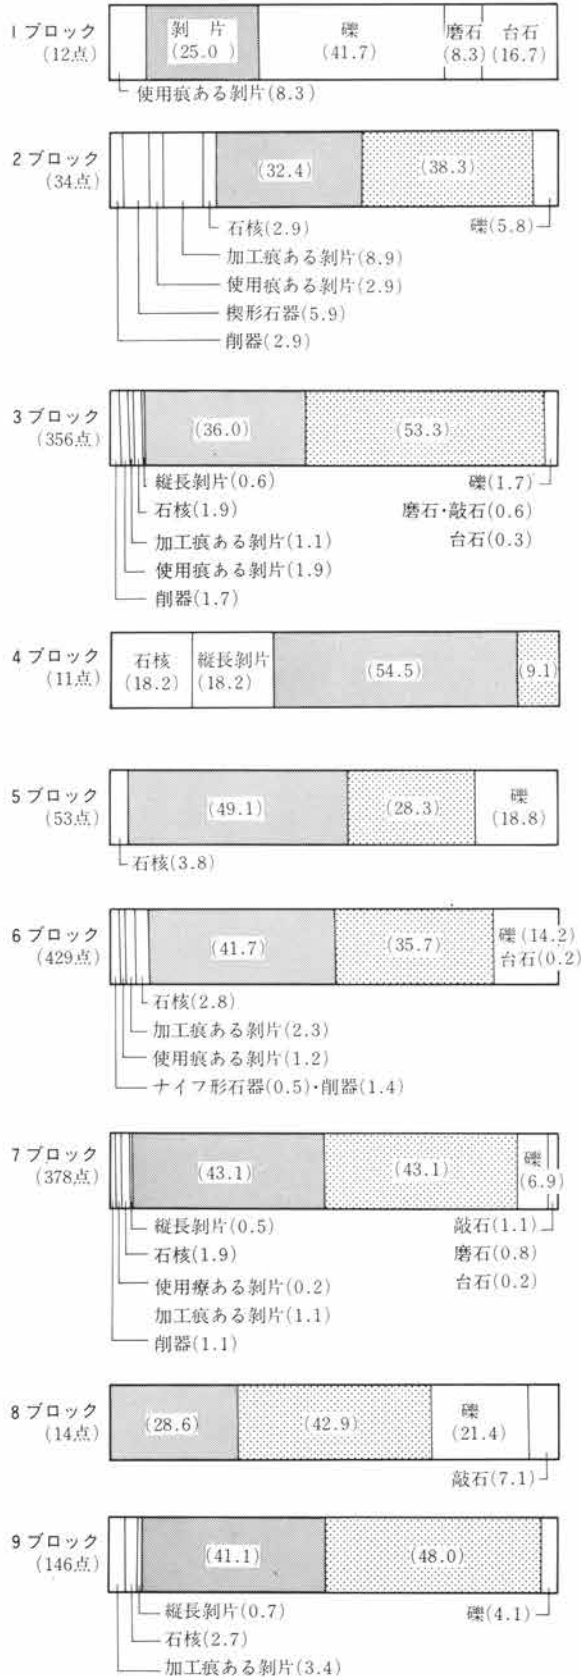 1 ブロック
(12点)
剝 片
(25.0 )
礫
(41.7)
磨石
(8.3)
台石
(16.7)
使用痕ある剝片(8.3)
2 ブロック
(34点)
(32.4)
(38.3)
石核(2.9)
礫(5.8)
加工痕ある剝片(8.9)
使用痕ある剝片(2.9)
楔形石器(5.9)
削器(2.9)
3 ブロック
(356点)
(36.0)
(53.3)
縦長剝片(0.6)
礫(1.7)
石核(1.9)
磨石・敲石(0.6)
加工痕ある剝片(1.1)
台石(0.3)
使用痕ある剝片(1.9)
削器(1.7)
4 ブロック
(11点)
石核
(18.2)
縦長剝片
(18.2)
(54.5)
(9.1)
5 ブロック
(53点)
(49.1)
(28.3)
礫
(18.8)
石核(3.8)
6 ブロック
(429点)
(41.7)
(35.7)
礫(14.2)
台石(0.2)
石核(2.8)
加工痕ある剝片(2.3)
使用痕ある剝片(1.2)
ナイフ形石器(0.5)・削器(1.4)
7 ブロック
(378点)
(43.1)
(43.1)
礫
(6.9)
縦長剝片(0.5)
敲石(1.1)
石核(1.9)
磨石(0.8)
使用療ある剝片(0.2)
台石(0.2)
加工痕ある剝片(1.1)
削器(1.1)
8 ブロック
(14点)
(28.6)
(42.9)
礫
(21.4)
敲石(7.1)
9 ブロック
(146点)
(41.1)
(48.0)
縦長剝片(0.7)
礫(4.1)
石核(2.7)
加工痕ある剝片(3.4)